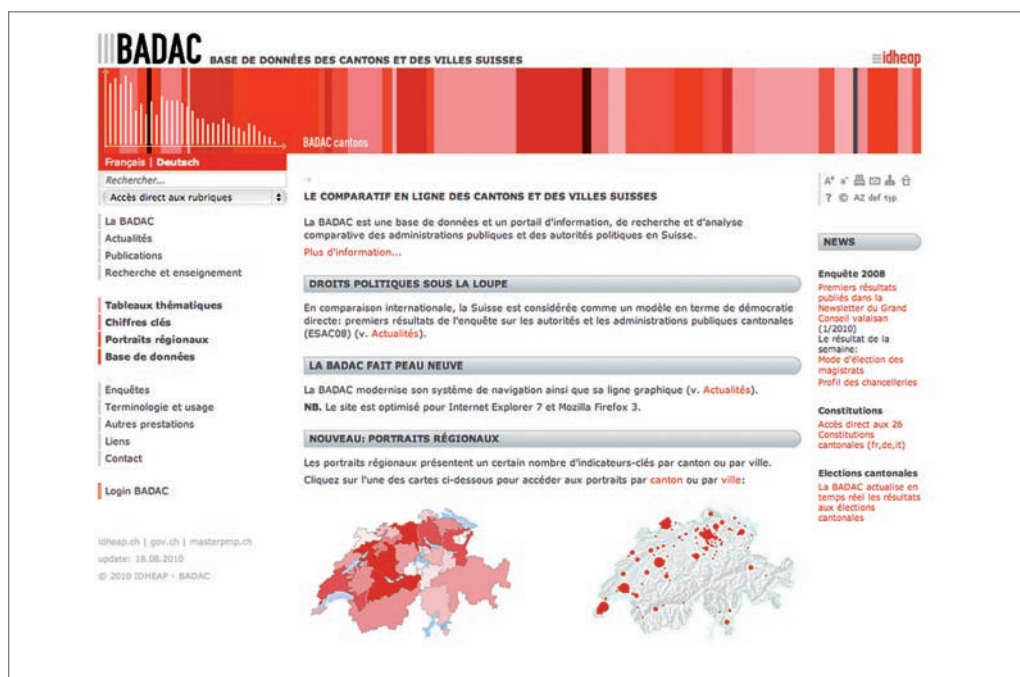 BADAC BASE DE DONNÉES DES CANTONS ET DES VILLES SUISSES
idheap
BADAC cantons
Français | Deutsch
Rechercher...
Accès direct aux rubriques
La BADAC
Actualités
Publications
Recherche et enseignement
Tableaux thématiques
Chiffres clés
Portraits régionaux
Base de données
Enquêtes
Terminologie et usage
Autres prestations
Liens
Contact
Login BADAC
idheap.ch | gov.ch | masterpmp.ch
update: 18.08.2010
© 2010 IDHEAP - BADAC
LE COMPARATIF EN LIGNE DES CANTONS ET DES VILLES SUISSES
La BADAC est une base de données et un portail d'information, de recherche et d'analyse
comparative des administrations publiques et des autorités politiques en Suisse.
Plus d'information...
DROITS POLITIQUES SOUS LA LOUPE
En comparaison internationale, la Suisse est considérée comme un modèle en terme de démocratie
directe: premiers résultats de l'enquête sur les autorités et les administrations publiques cantonales
(ESAC08) (v. Actualités).
LA BADAC FAIT PEAU NEUVE
La BADAC modernise son système de navigation ainsi que sa ligne graphique (v. Actualités).
NB. Le site est optimisé pour Internet Explorer 7 et Mozilla Firefox 3.
NOUVEAU: PORTRAITS RÉGIONAUX
Les portraits régionaux présentent un certain nombre d'indicateurs-clés par canton ou par ville.
Cliquez sur l'une des cartes ci-dessous pour accéder aux portraits par canton ou par ville:
A+ a-
? © AZ def typ
NEWS
Enquête 2008
Premiers résultats
publiés dans la
Newsletter du Grand
Conseil valaisan
(1/2010)
Le résultat de la
semaine:
Mode d'élection des
magistrats
Profil des chancelleries
Constitutions
Accès direct aux 26
Constitutions
cantonales (fr,de,it)
Elections cantonales
La BADAC actualise en
temps réel les résultats
aux élections
cantonales